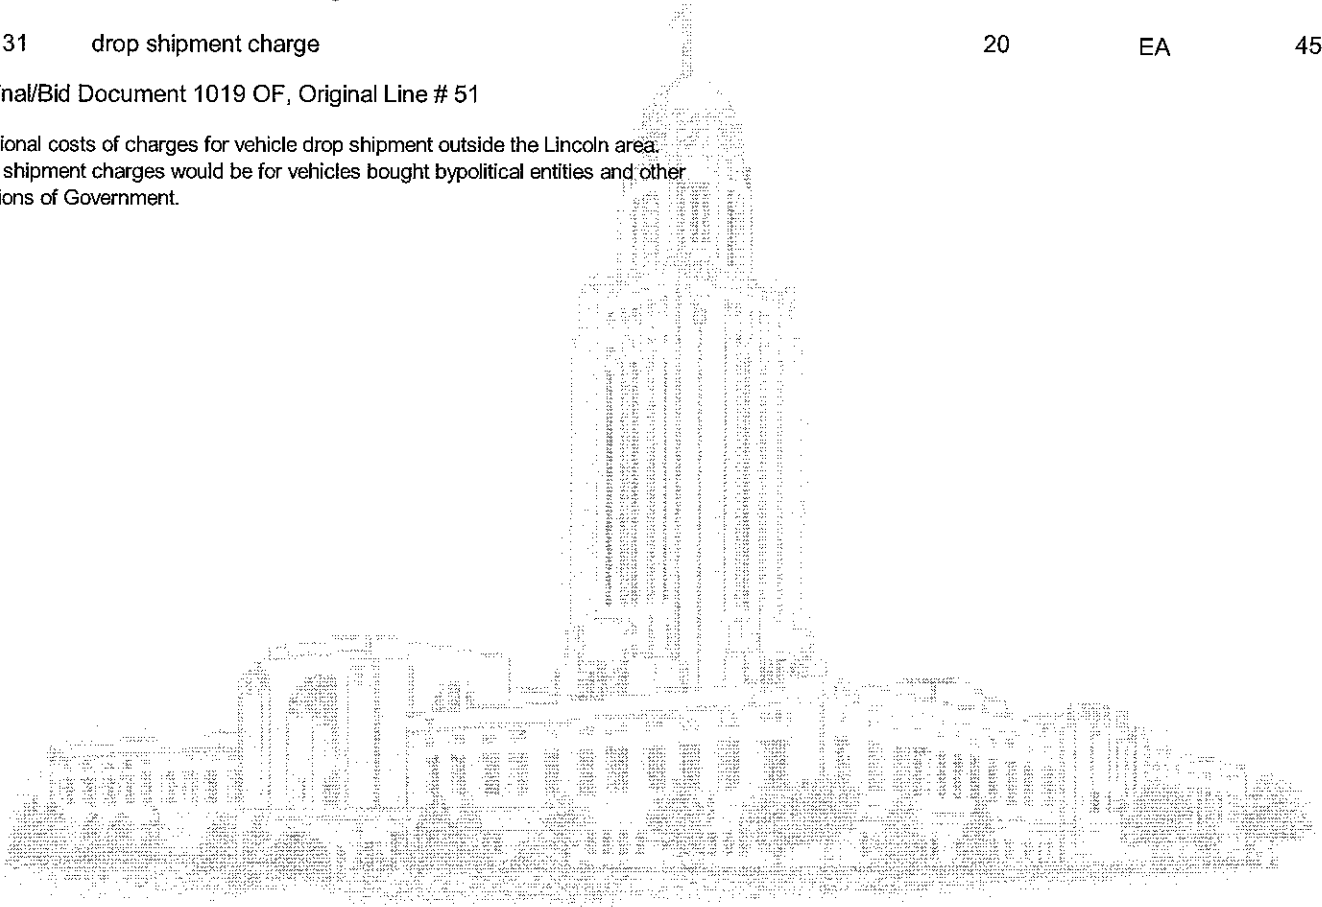 31 drop shipment charge 20 EA 45
nal/Bid Document 1019 OF, Original Line # 51
ional costs of charges for vehicle drop shipment outside the Lincoln area.
shipment charges would be for vehicles bought bypolitical entities and other
ions of Government.